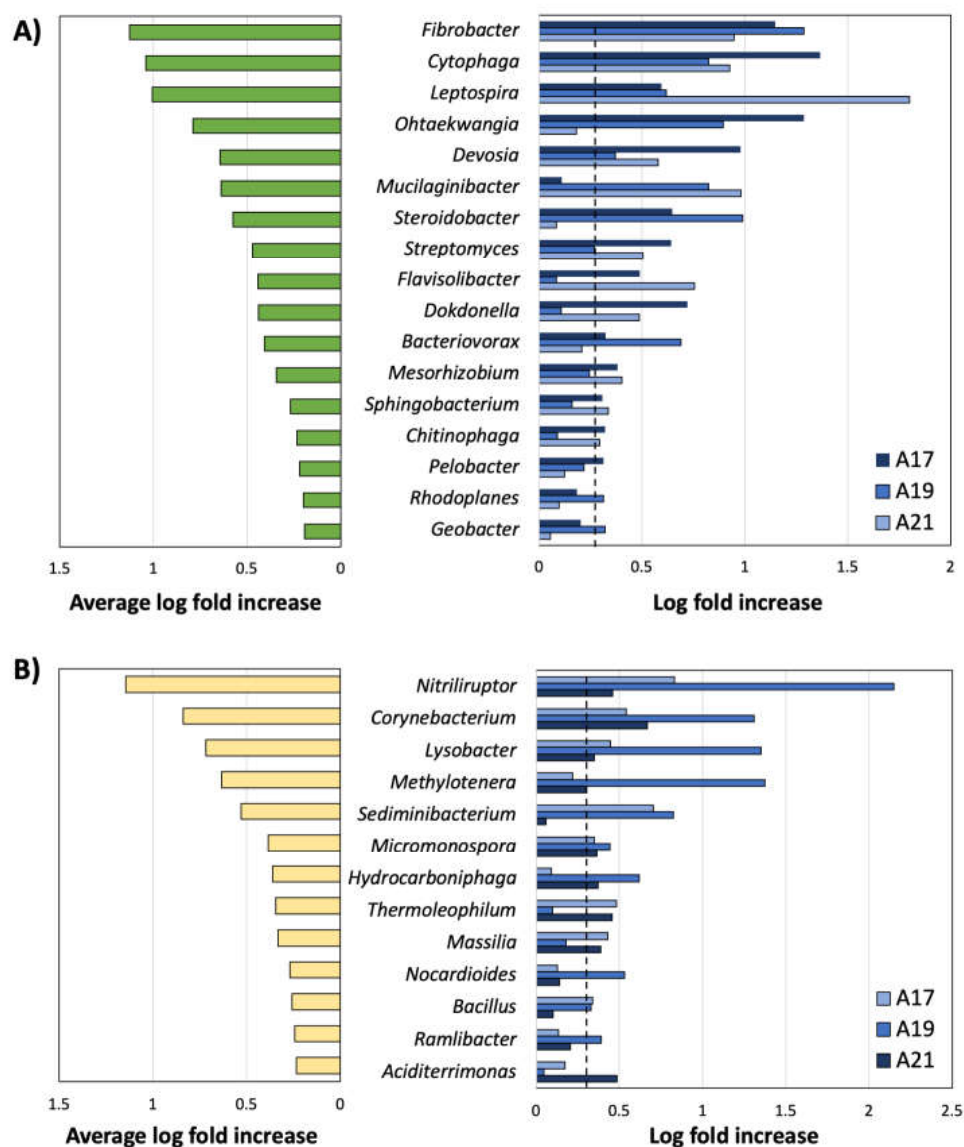 A)
Fibrobacter
Cytophaga
Leptospira
Ohtaekwangia
Devosia
Mucilaginibacter
Steroidobacter
Streptomyces
Flavisolibacter
Dokdonella
Bacteriovorax
Mesorhizobium
Sphingobacterium
Chitinophaga
Pelobacter
Rhodoplanes
Geobacter
A17
A19
A21
1.5 1 0.5 0
0 0.5 1 1.5 2
Average log fold increase
Log fold increase
B)
Nitriliruptor
Corynebacterium
Lysobacter
Methylotenera
Sediminibacterium
Micromonospora
Hydrocarboniphaga
Thermoleophilum
Massilia
Nocardioides
Bacillus
Ramlibacter
Aciditerrimonas
A17
A19
A21
1.5 1 0.5 0
0 0.5 1 1.5 2 2.5
Average log fold increase
Log fold increase